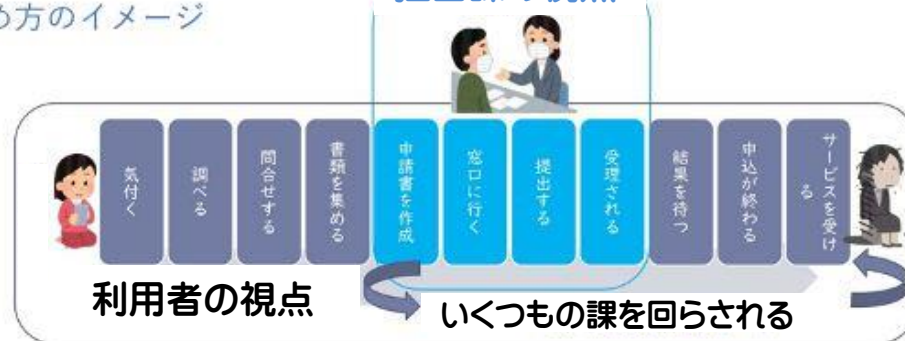 め方のイメージ
気付く
調べる
問合せする
書類を集める
申請書を作成
窓口に行く
提出する
受理される
結果を待つ
申込が終わる
サービスを受け
る
利用者の視点
いくつもの課を回らされる